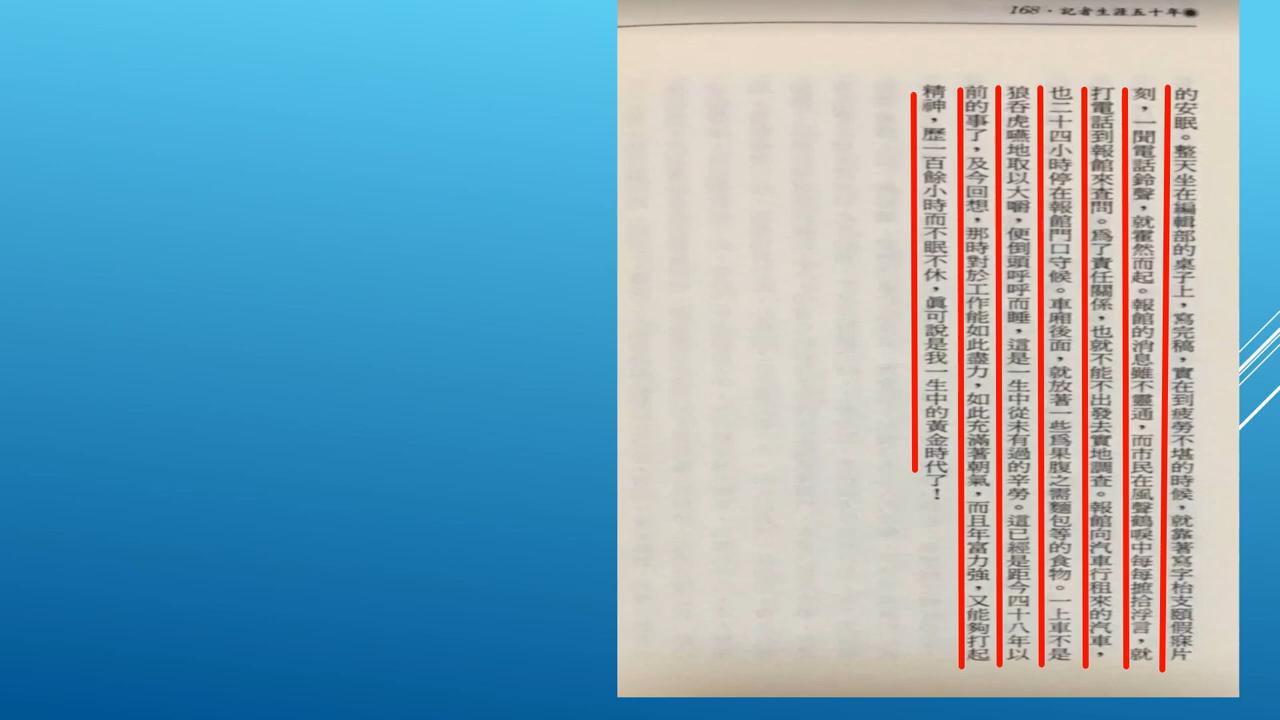 168・記者生涯五十年
的安眠。整天坐在編輯部的桌子上，寫完稿，實在到疲勞不堪的時候，就靠著寫字枱支頤假寐片
刻，一聞電話鈴聲，就霍然而起。報館的消息雖不靈通，而市民在風聲鶴唳中每每摭拾浮言，就
打電話到報館來查問。爲了責任關係，也就不能不出發去實地調查。報館向汽車行租來的汽車，
也二十四小時停在報館門口守候。車廂後面，就放著一些爲果腹之需麵包等的食物。一上車不是
狼吞虎嚥地取以大嚼，便倒頭呼呼而睡，這是一生中從未有過的辛勞。這已經是距今四十八年以
前的事了，及今回想，那時對於工作能如此盡力，如此充滿著朝氣，而且年富力強，又能夠打起
精神，歷一百餘小時而不眠不休，眞可說是我一生中的黃金時代了！